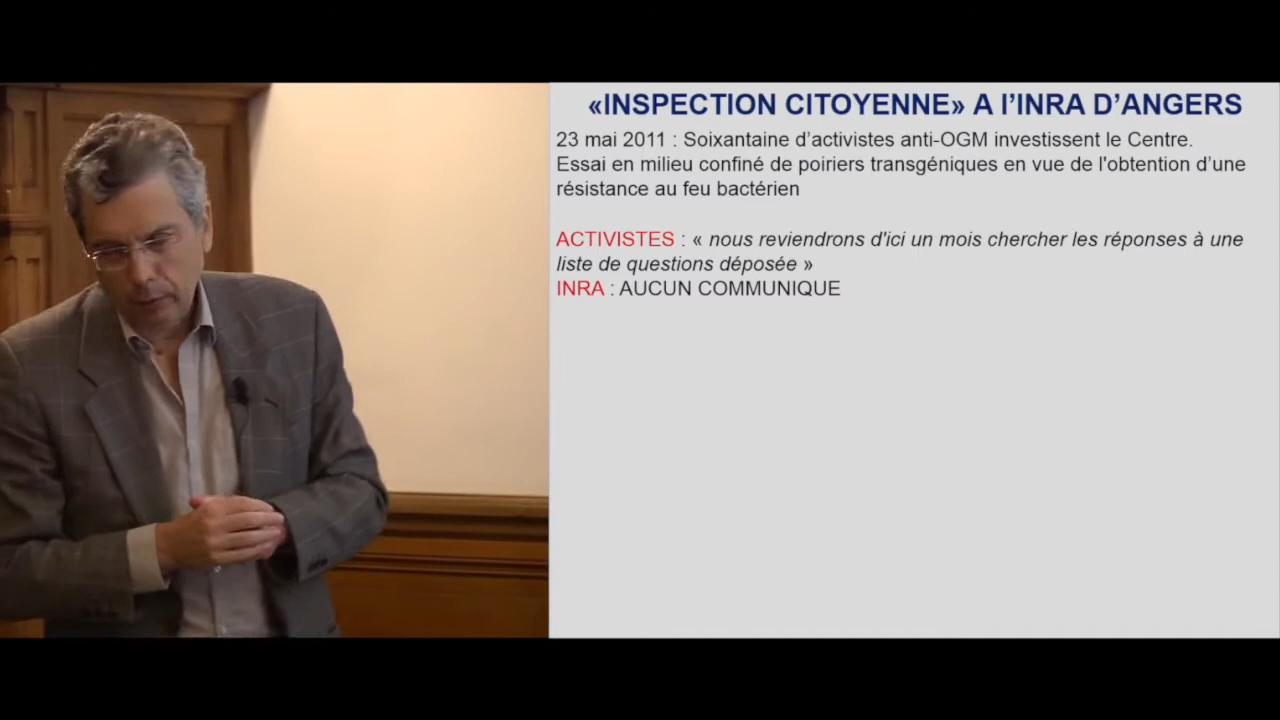 «INSPECTION CITOYENNE» A l’INRA D’ANGERS
23 mai 2011 : Soixantaine d’activistes anti-OGM investissent le Centre.
Essai en milieu confiné de poiriers transgéniques en vue de l'obtention d’une
résistance au feu bactérien
ACTIVISTES : « nous reviendrons d'ici un mois chercher les réponses à une
liste de questions déposée »
INRA : AUCUN COMMUNIQUE